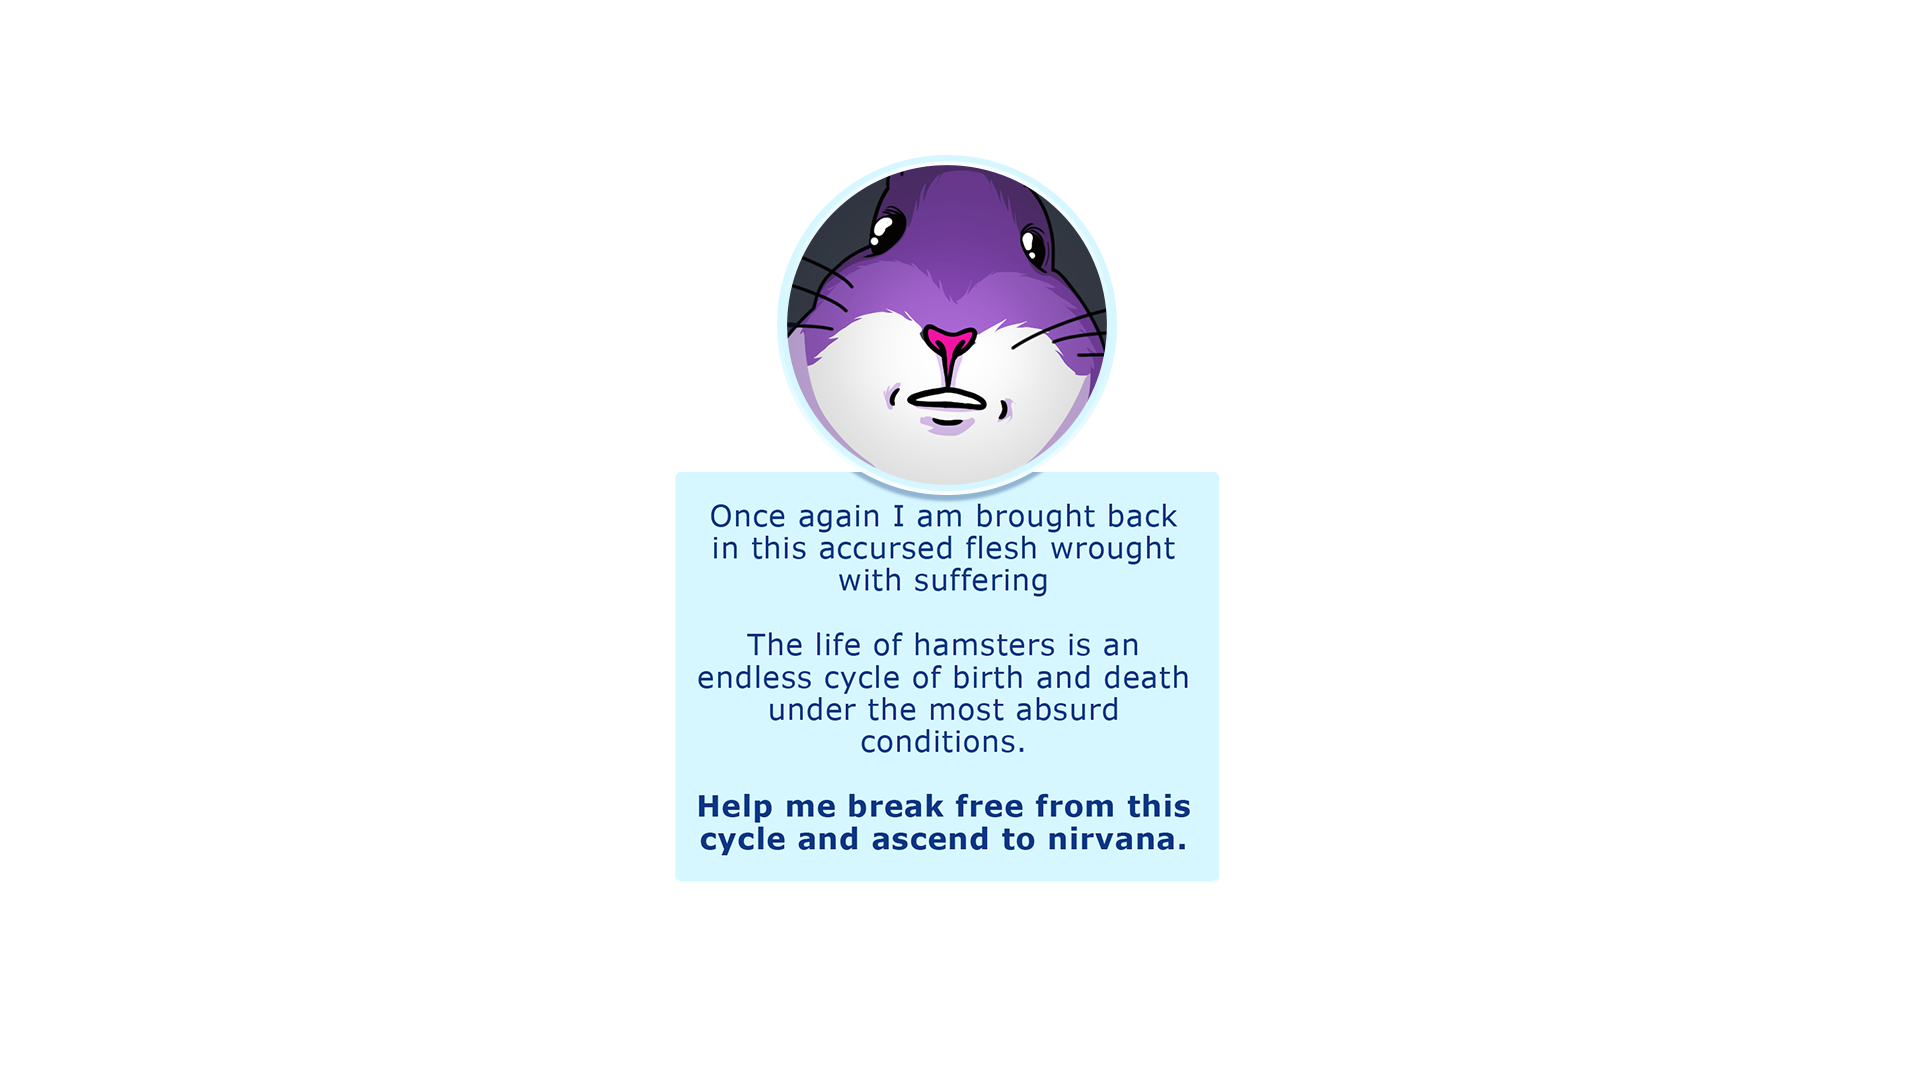 Once again I am brought back
in this accursed flesh wrought
with suffering
The life of hamsters is an
endless cycle of birth and death
under the most absurd
conditions.
Help me break free from this
cycle and ascend to nirvana.